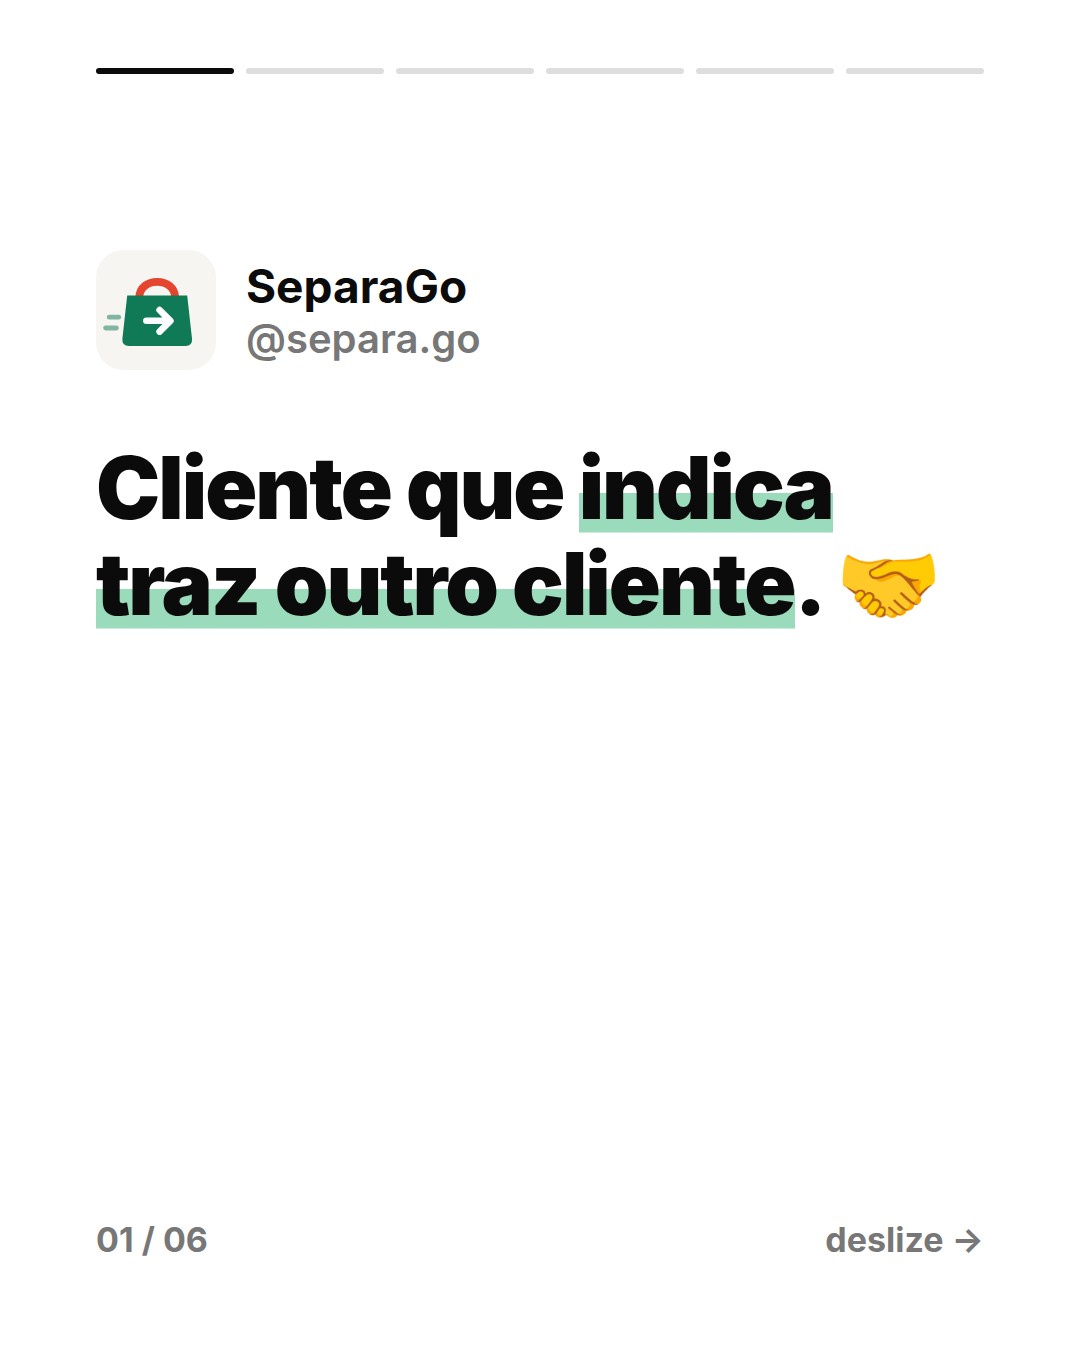 SeparaGo
@separa.go
Cliente que indica
traz outro cliente. 🤝
01 / 06
deslize →